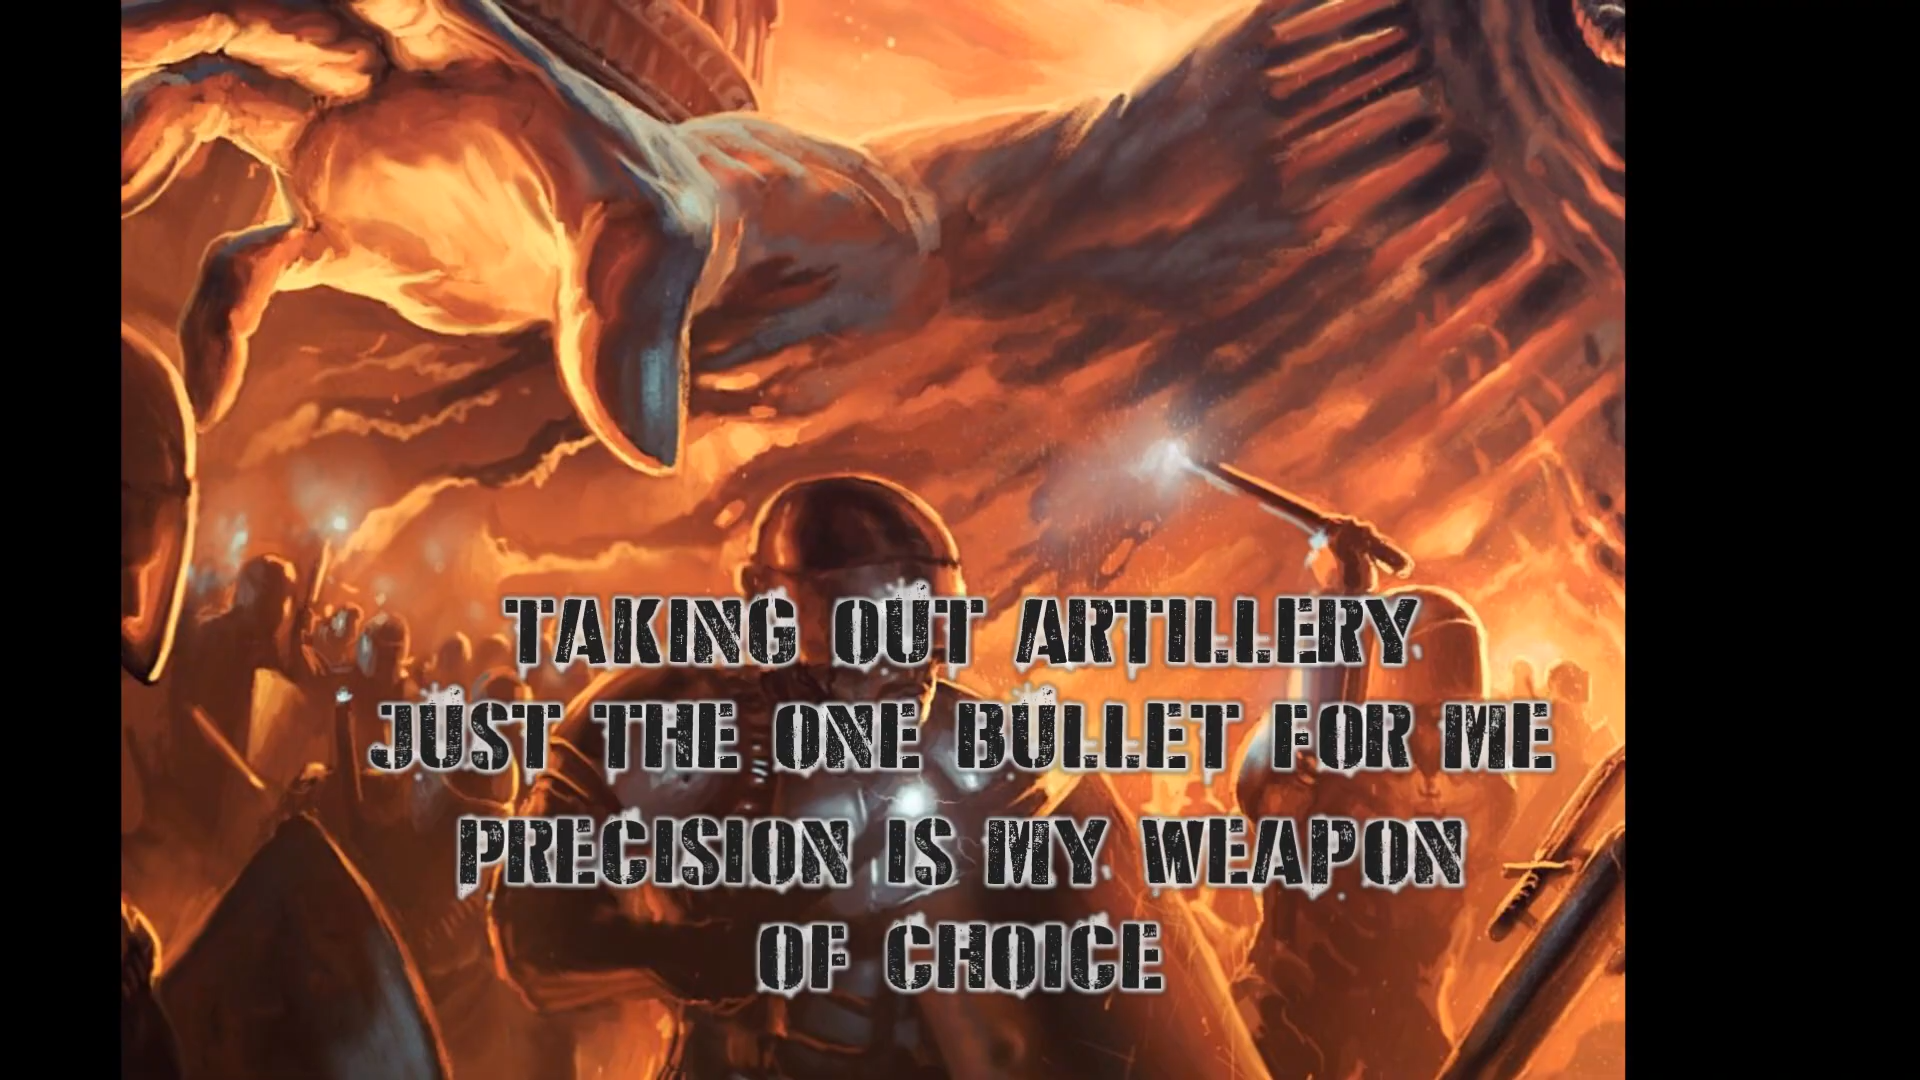 TAKING OUT ARTILLERY
JUST THE ONE BULLET FOR ME
PRECISION IS MY WEAPON
OF CHOICE